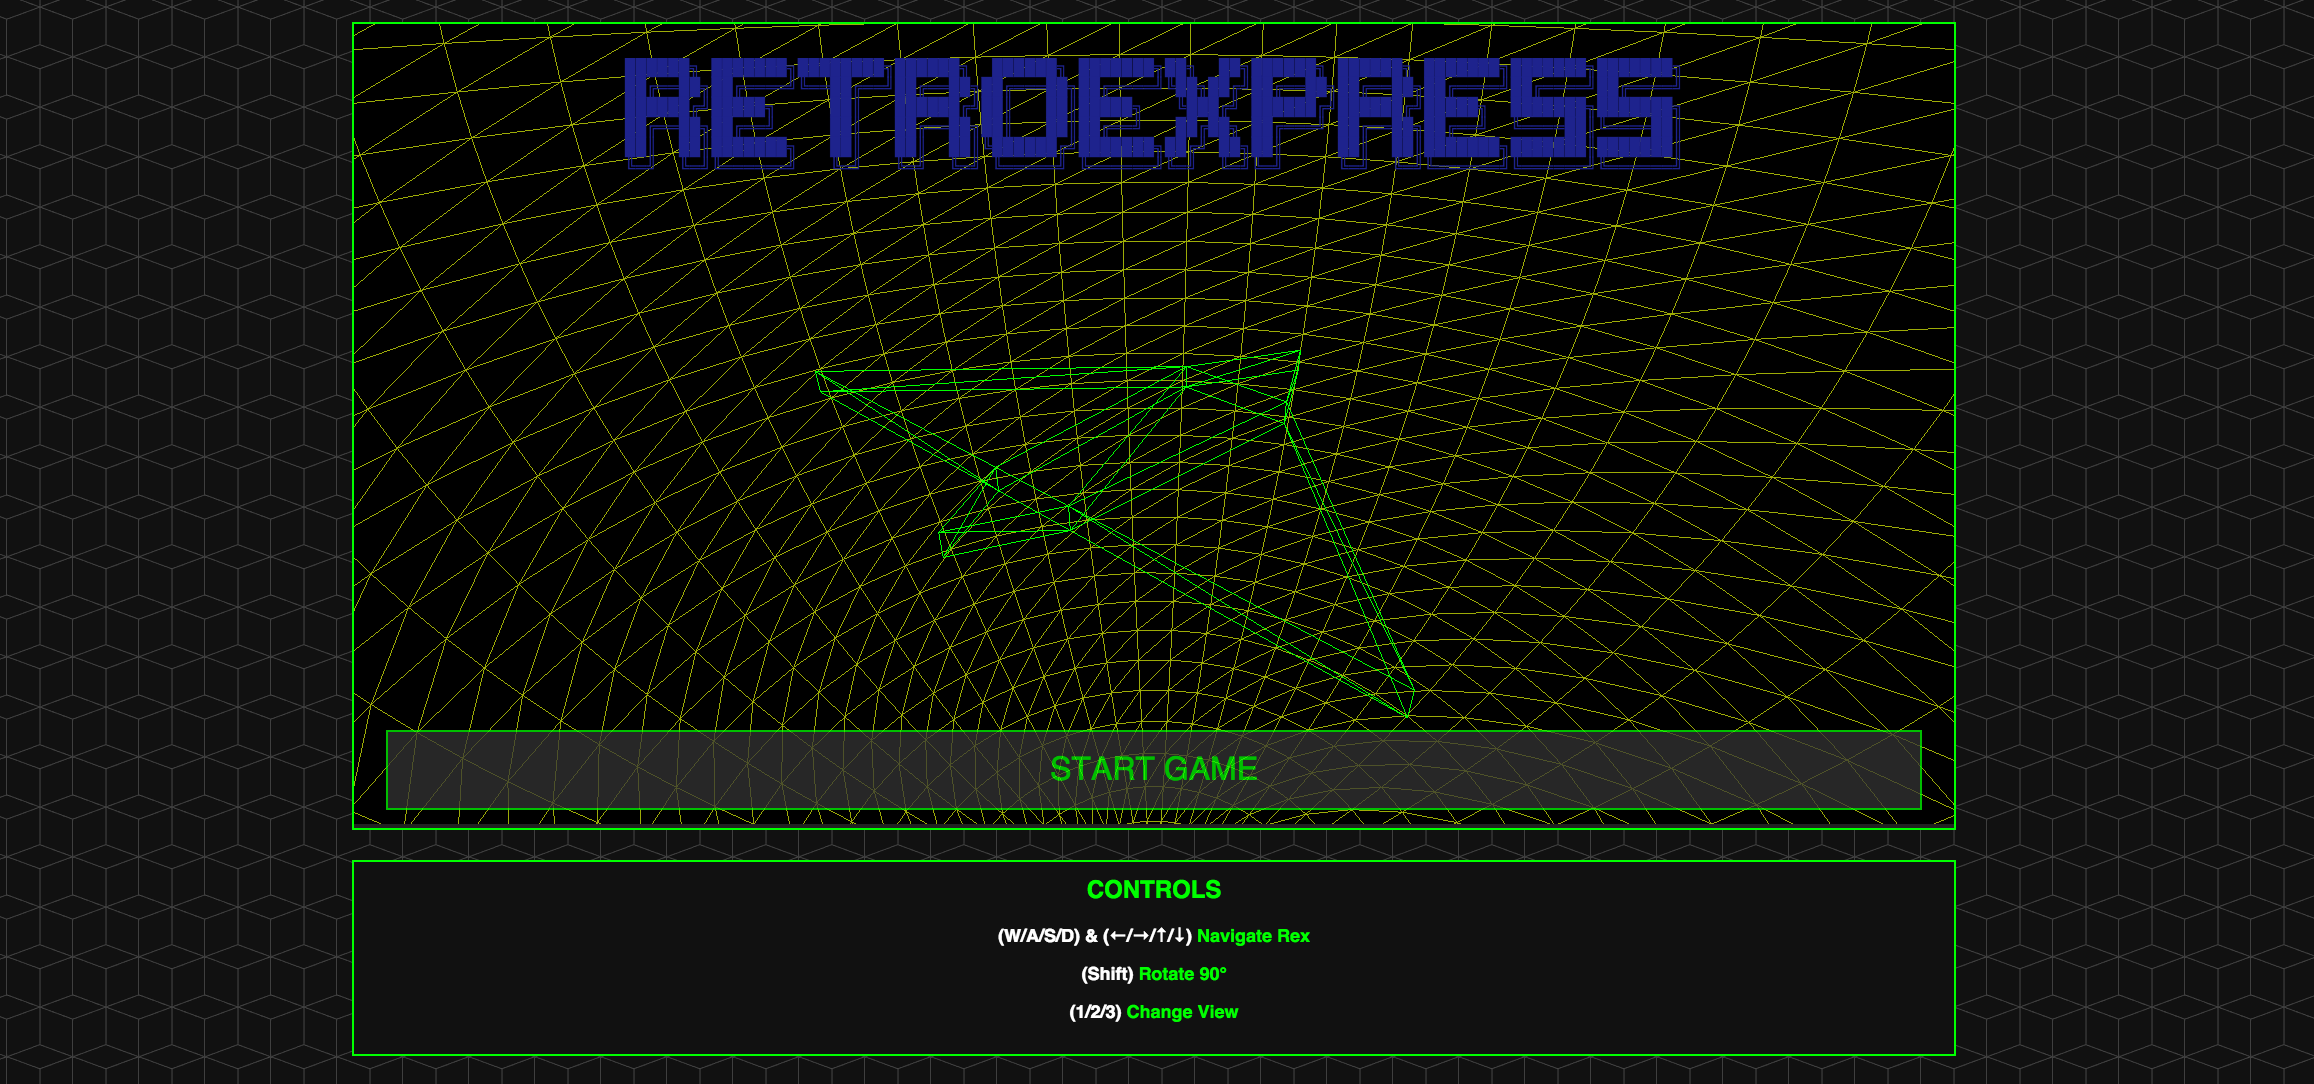 RETROEXPRESS
START GAME
CONTROLS
(W/A/S/D) & (←/→/↑/↓) Navigate Rex
(Shift) Rotate 90°
(1/2/3) Change View